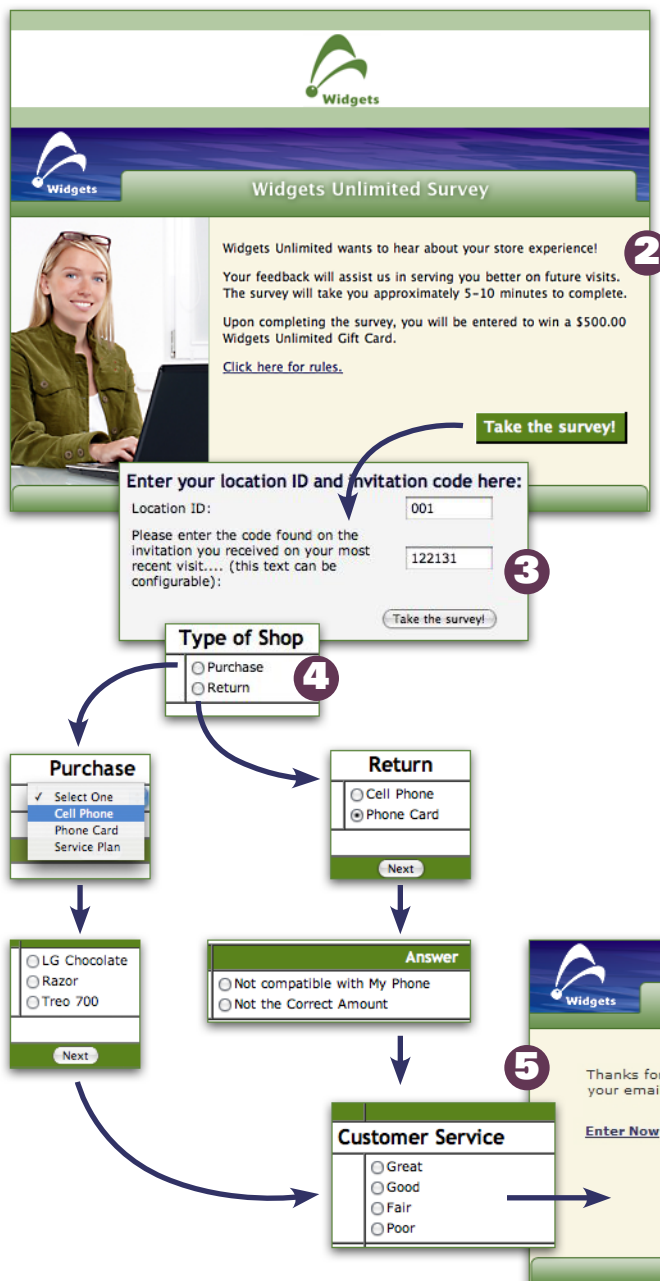 Widgets
Widgets
Widgets Unlimited Survey
Widgets Unlimited wants to hear about your store experience!
2
Your feedback will assist us in serving you better on future visits.
The survey will take you approximately 5-10 minutes to complete.
Upon completing the survey, you will be entered to win a $500.00
Widgets Unlimited Gift Card.
Click here for rules.
Take the survey!
Enter your location ID and invitation code here:
Location ID:
001
Please enter the code found on the
invitation you received on your most
recent visit.... (this text can be
configurable):
122131
3
Take the survey!
Type of Shop
Purchase
Return
4
Purchase
✓ Select One
Cell Phone
Phone Card
Service Plan
Return
Cell Phone
Phone Card
Next
LG Chocolate
Razor
Treo 700
Next
Answer
Not compatible with My Phone
Not the Correct Amount
Widgets
5
Thanks for
your emai
Enter Now
Customer Service
Great
Good
Fair
Poor